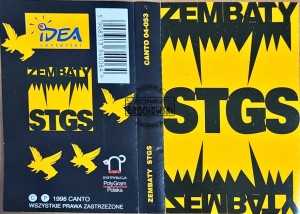 iDEA
CENTERTEL
ZEMBATY
STGS
DYSTRYBUCJA
PolyGram
Polska
© ℗ 1998 CANTO
WSZYSTKIE PRAWA ZASTRZEŻONE
CANTO 04-053
ZEMBATY STGS
ZEMBATY
STGS
ZEMBATY